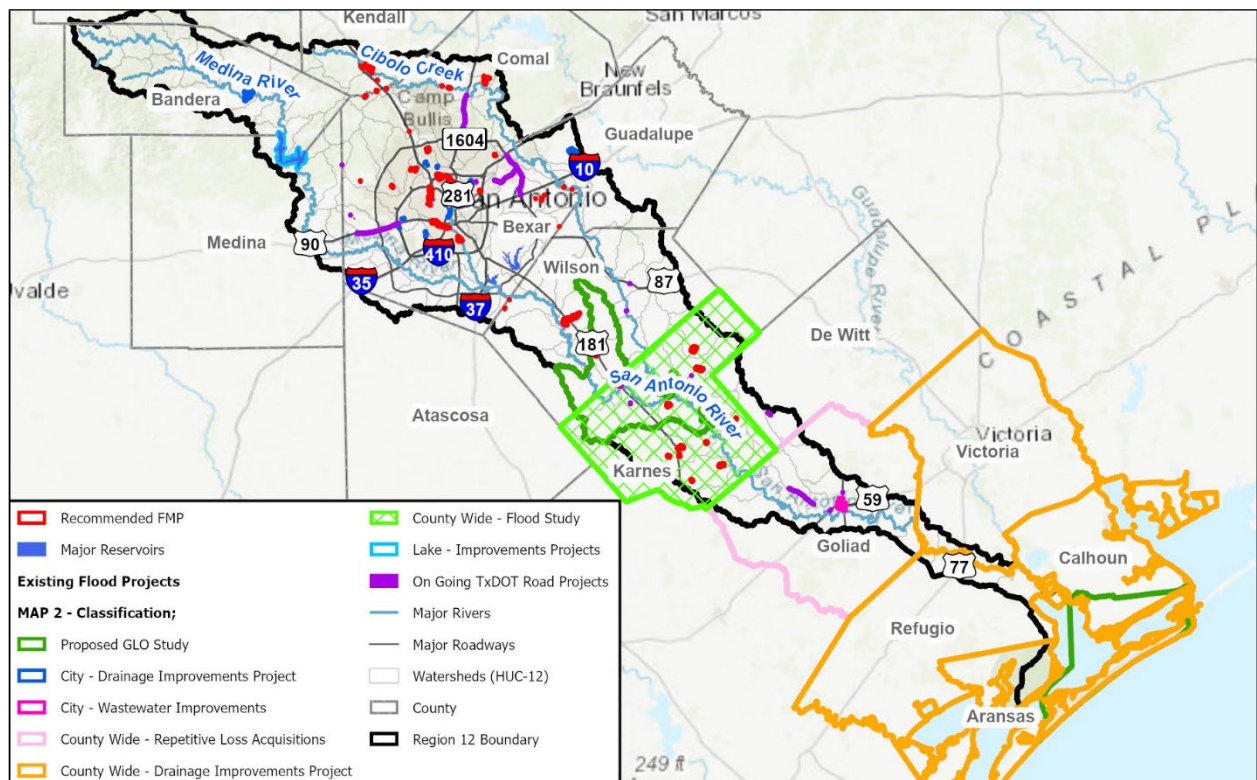 Kendall
San Marcos
Medina River
Cibolo Creek
Comal
New
Braunfels
Bandera
Camp
Bullis
Guadalupe
1604
10
281
an Antonio
Bexar
Guadalupe River
COASTAL PL
Medina
90
410
Wilson
87
Uvalde
35
37
De Witt
181
San Antonio River
Atascosa
Victoria
Victoria
Karnes
59
Goliad
Calhoun
77
Refugio
Aransas
249 ft
Recommended FMP
Major Reservoirs
Existing Flood Projects
MAP 2 - Classification;
Proposed GLO Study
City - Drainage Improvements Project
City - Wastewater Improvements
County Wide - Repetitive Loss Acquisitions
County Wide - Drainage Improvements Project
County Wide - Flood Study
Lake - Improvements Projects
On Going TxDOT Road Projects
Major Rivers
Major Roadways
Watersheds (HUC-12)
County
Region 12 Boundary